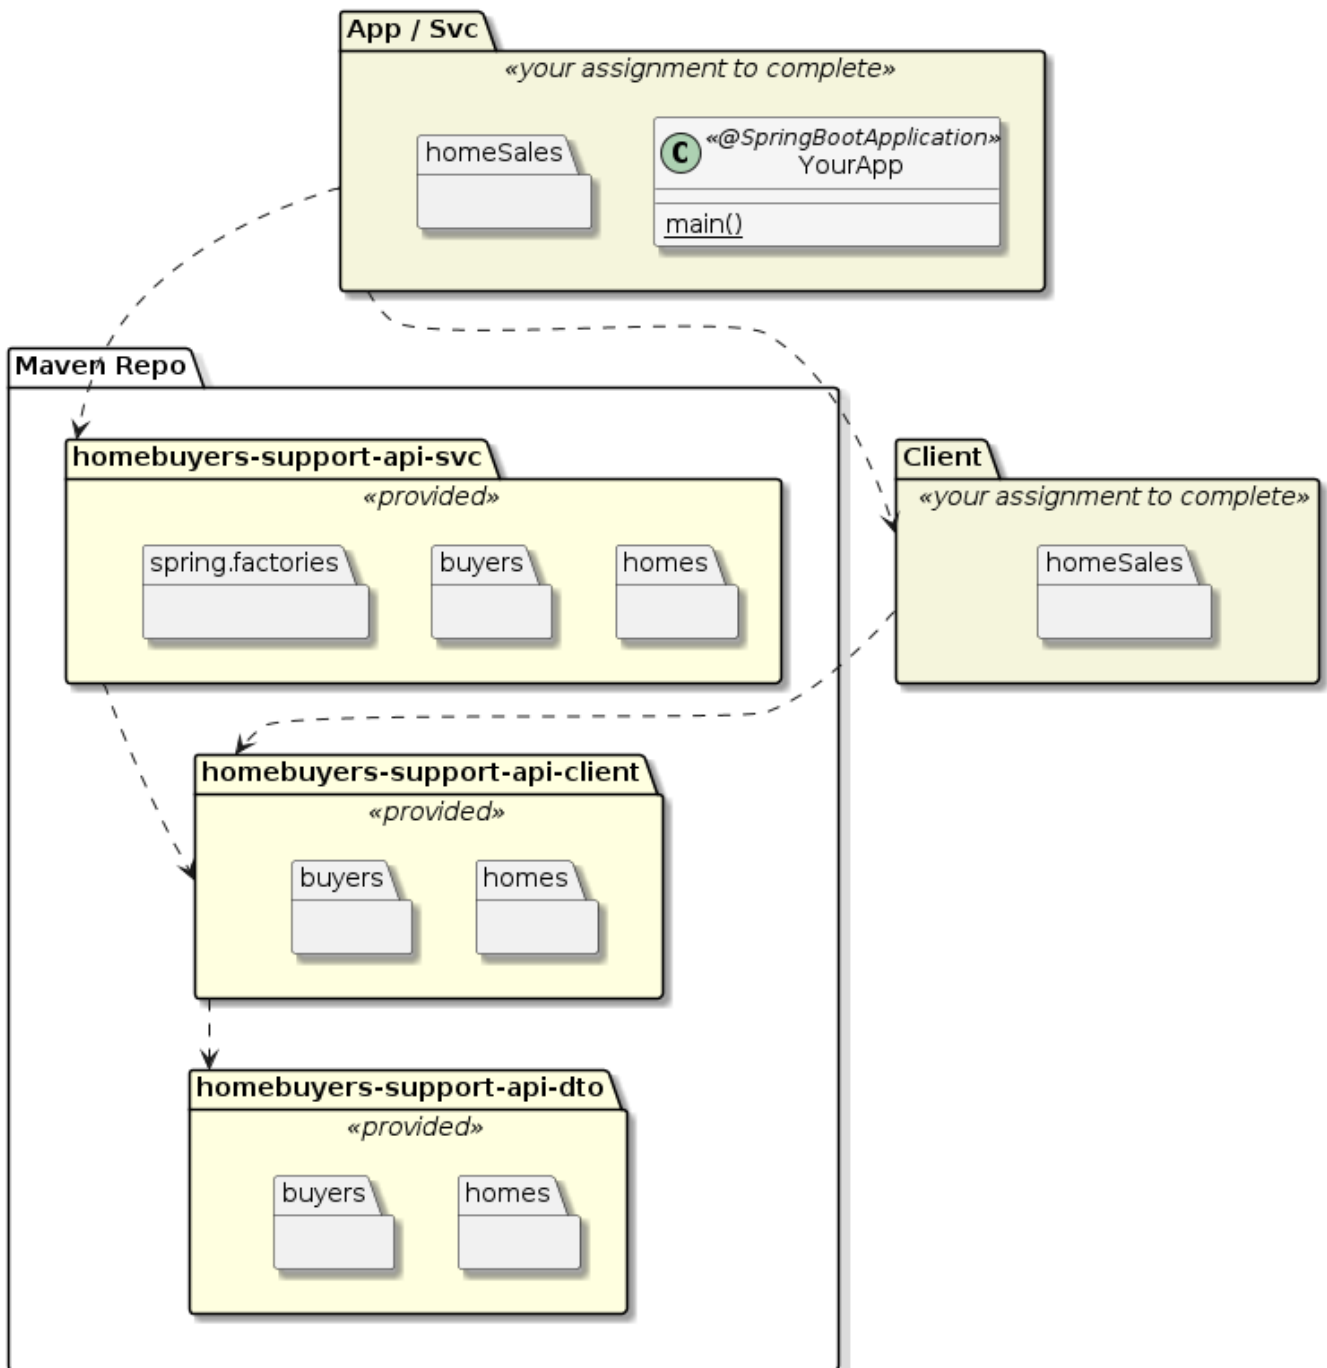 App / Svc
«your assignment to complete»
homeSales
C
«@SpringBootApplication»
YourApp
main()
Maven Repo
homebuyers-support-api-svc
«provided»
spring.factories
buyers
homes
Client
«your assignment to complete»
homeSales
homebuyers-support-api-client
«provided»
buyers
homes
homebuyers-support-api-dto
«provided»
buyers
homes